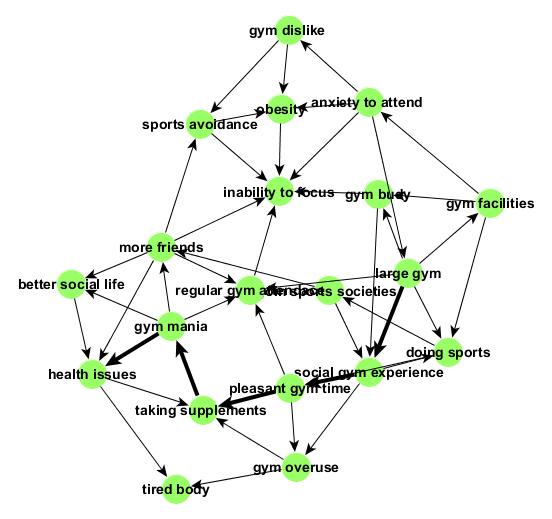 gym dislike
obesity
anxiety to attend
sports avoidance
inability to focus
gym budy
gym facilities
more friends
large gym
better social life
regular gym attendance
join sports societies
gym mania
doing sports
health issues
social gym experience
pleasant gym time
taking supplements
gym overuse
tired body